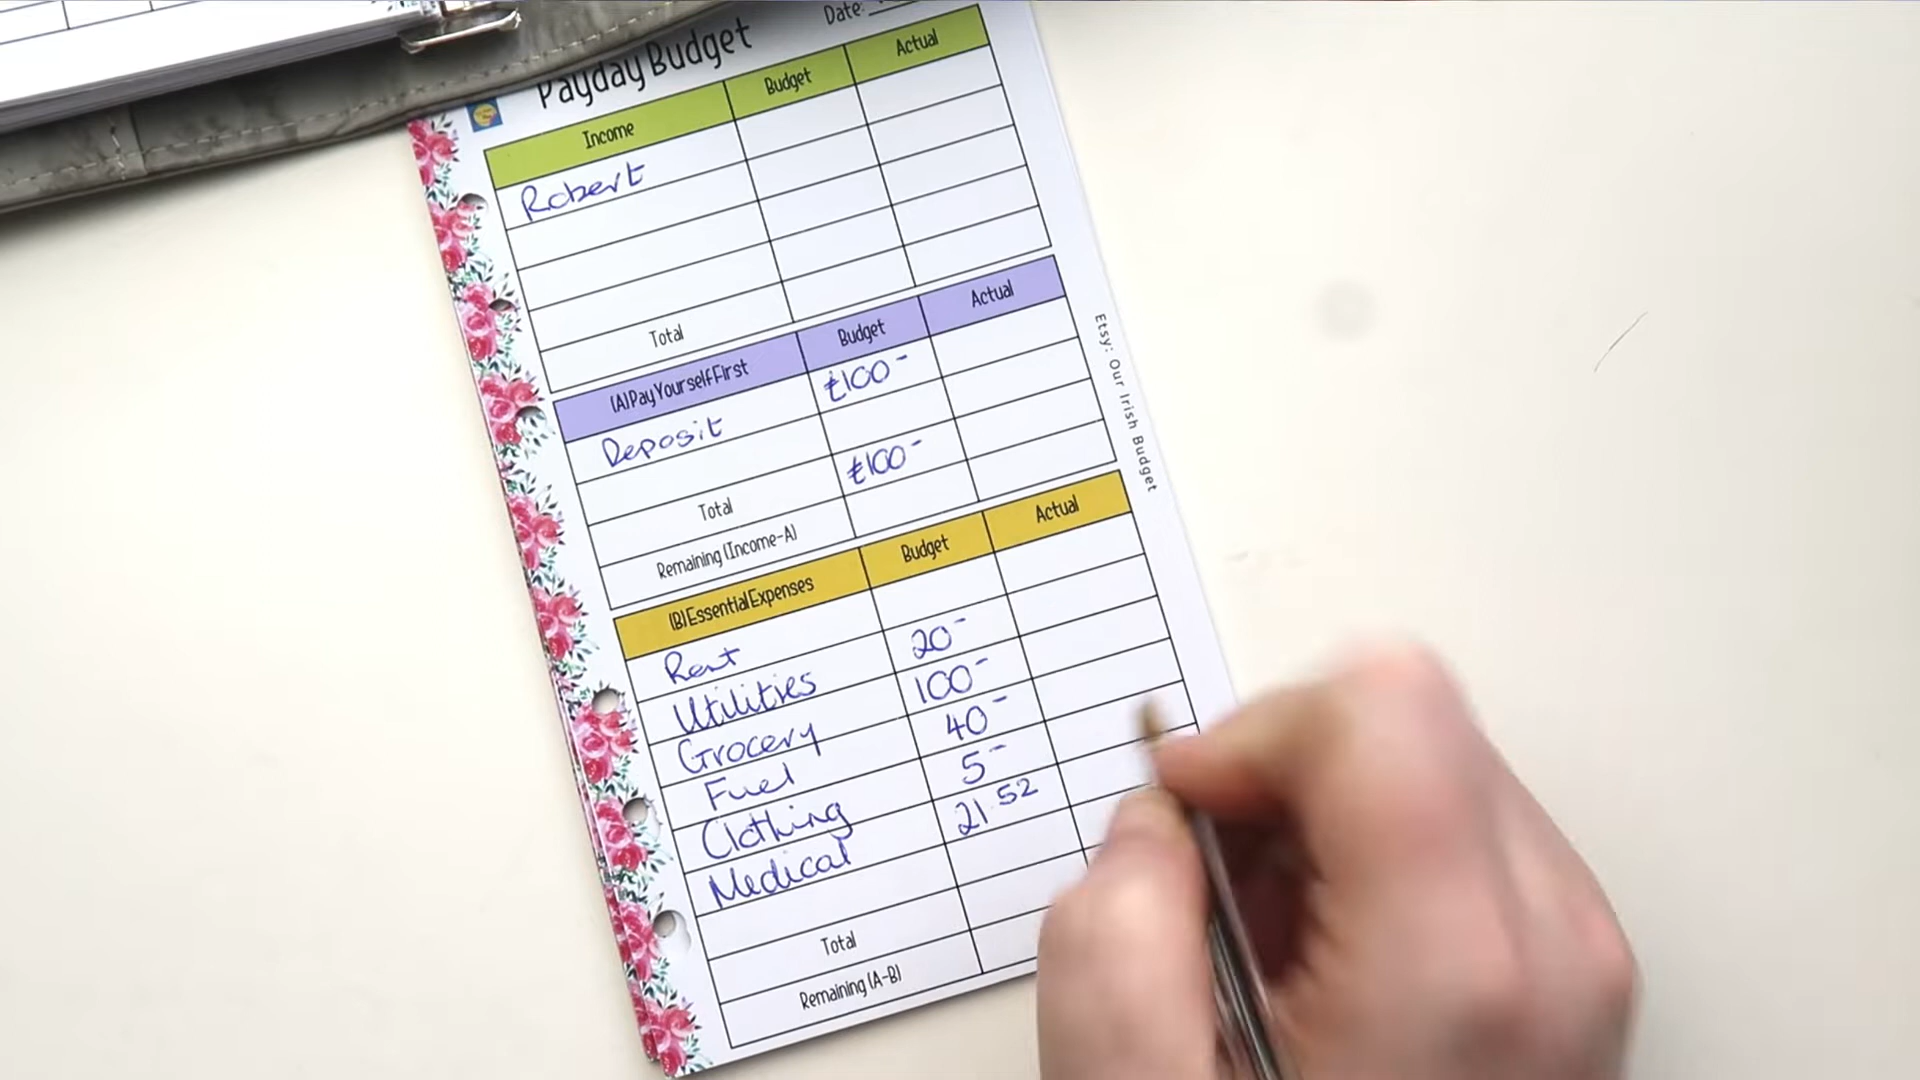 Payday Budget Date:
Income Budget Actual
Robert
Total
(A) Pay Yourself First Budget Actual
Deposit £100-
Total £100-
Remaining (Income-A)
(B) Essential Expenses Budget Actual
Rent
Utilities 20-
Grocery 100-
Fuel 40-
Clothing 5-
Medical 21.52
Total
Remaining (A-B)
Etsy: Our Irish Budget